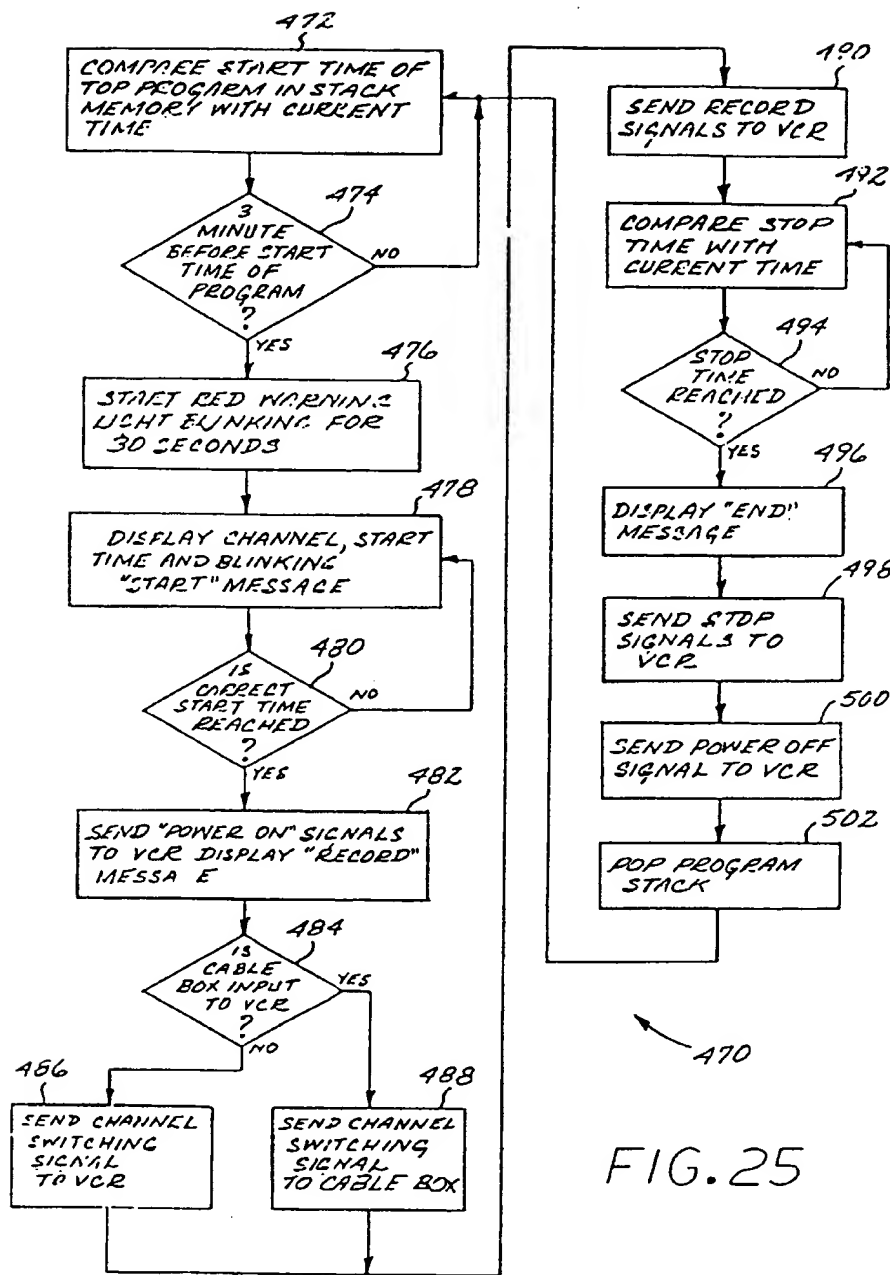 472
COMPARE START TIME OF
TOP PROGARM IN STACK
MEMORY WITH CURRENT
TIME
474
3
MINUTE
BEFORE START
TIME OF
PROGRAM
?
NO
YES
476
START RED WARNING
LIGHT BLINKING FOR
30 SECONDS
478
DISPLAY CHANNEL, START
TIME AND BLINKING
"START" MESSAGE
480
IS
CORRECT
START TIME
REACHED
?
NO
YES
482
SEND "POWER ON" SIGNALS
TO VCR DISPLAY "RECORD"
MESSA E
484
IS
CABLE
BOX INPUT
TO VCR
?
YES
NO
486
SEND CHANNEL
SWITCHING
SIGNAL
TO VCR
488
SEND CHANNEL
SWITCHING
SIGNAL
TO CABLE BOX
490
SEND RECORD
SIGNALS TO VCR
492
COMPARE STOP
TIME WITH
CURRENT TIME
494
STOP
TIME
REACHED
?
NO
YES
496
DISPLAY "END"
MESSAGE
498
SEND STOP
SIGNALS TO
VCR
500
SEND POWER OFF
SIGNAL TO VCR
502
POP PROGRAM
STACK
470
FIG. 25